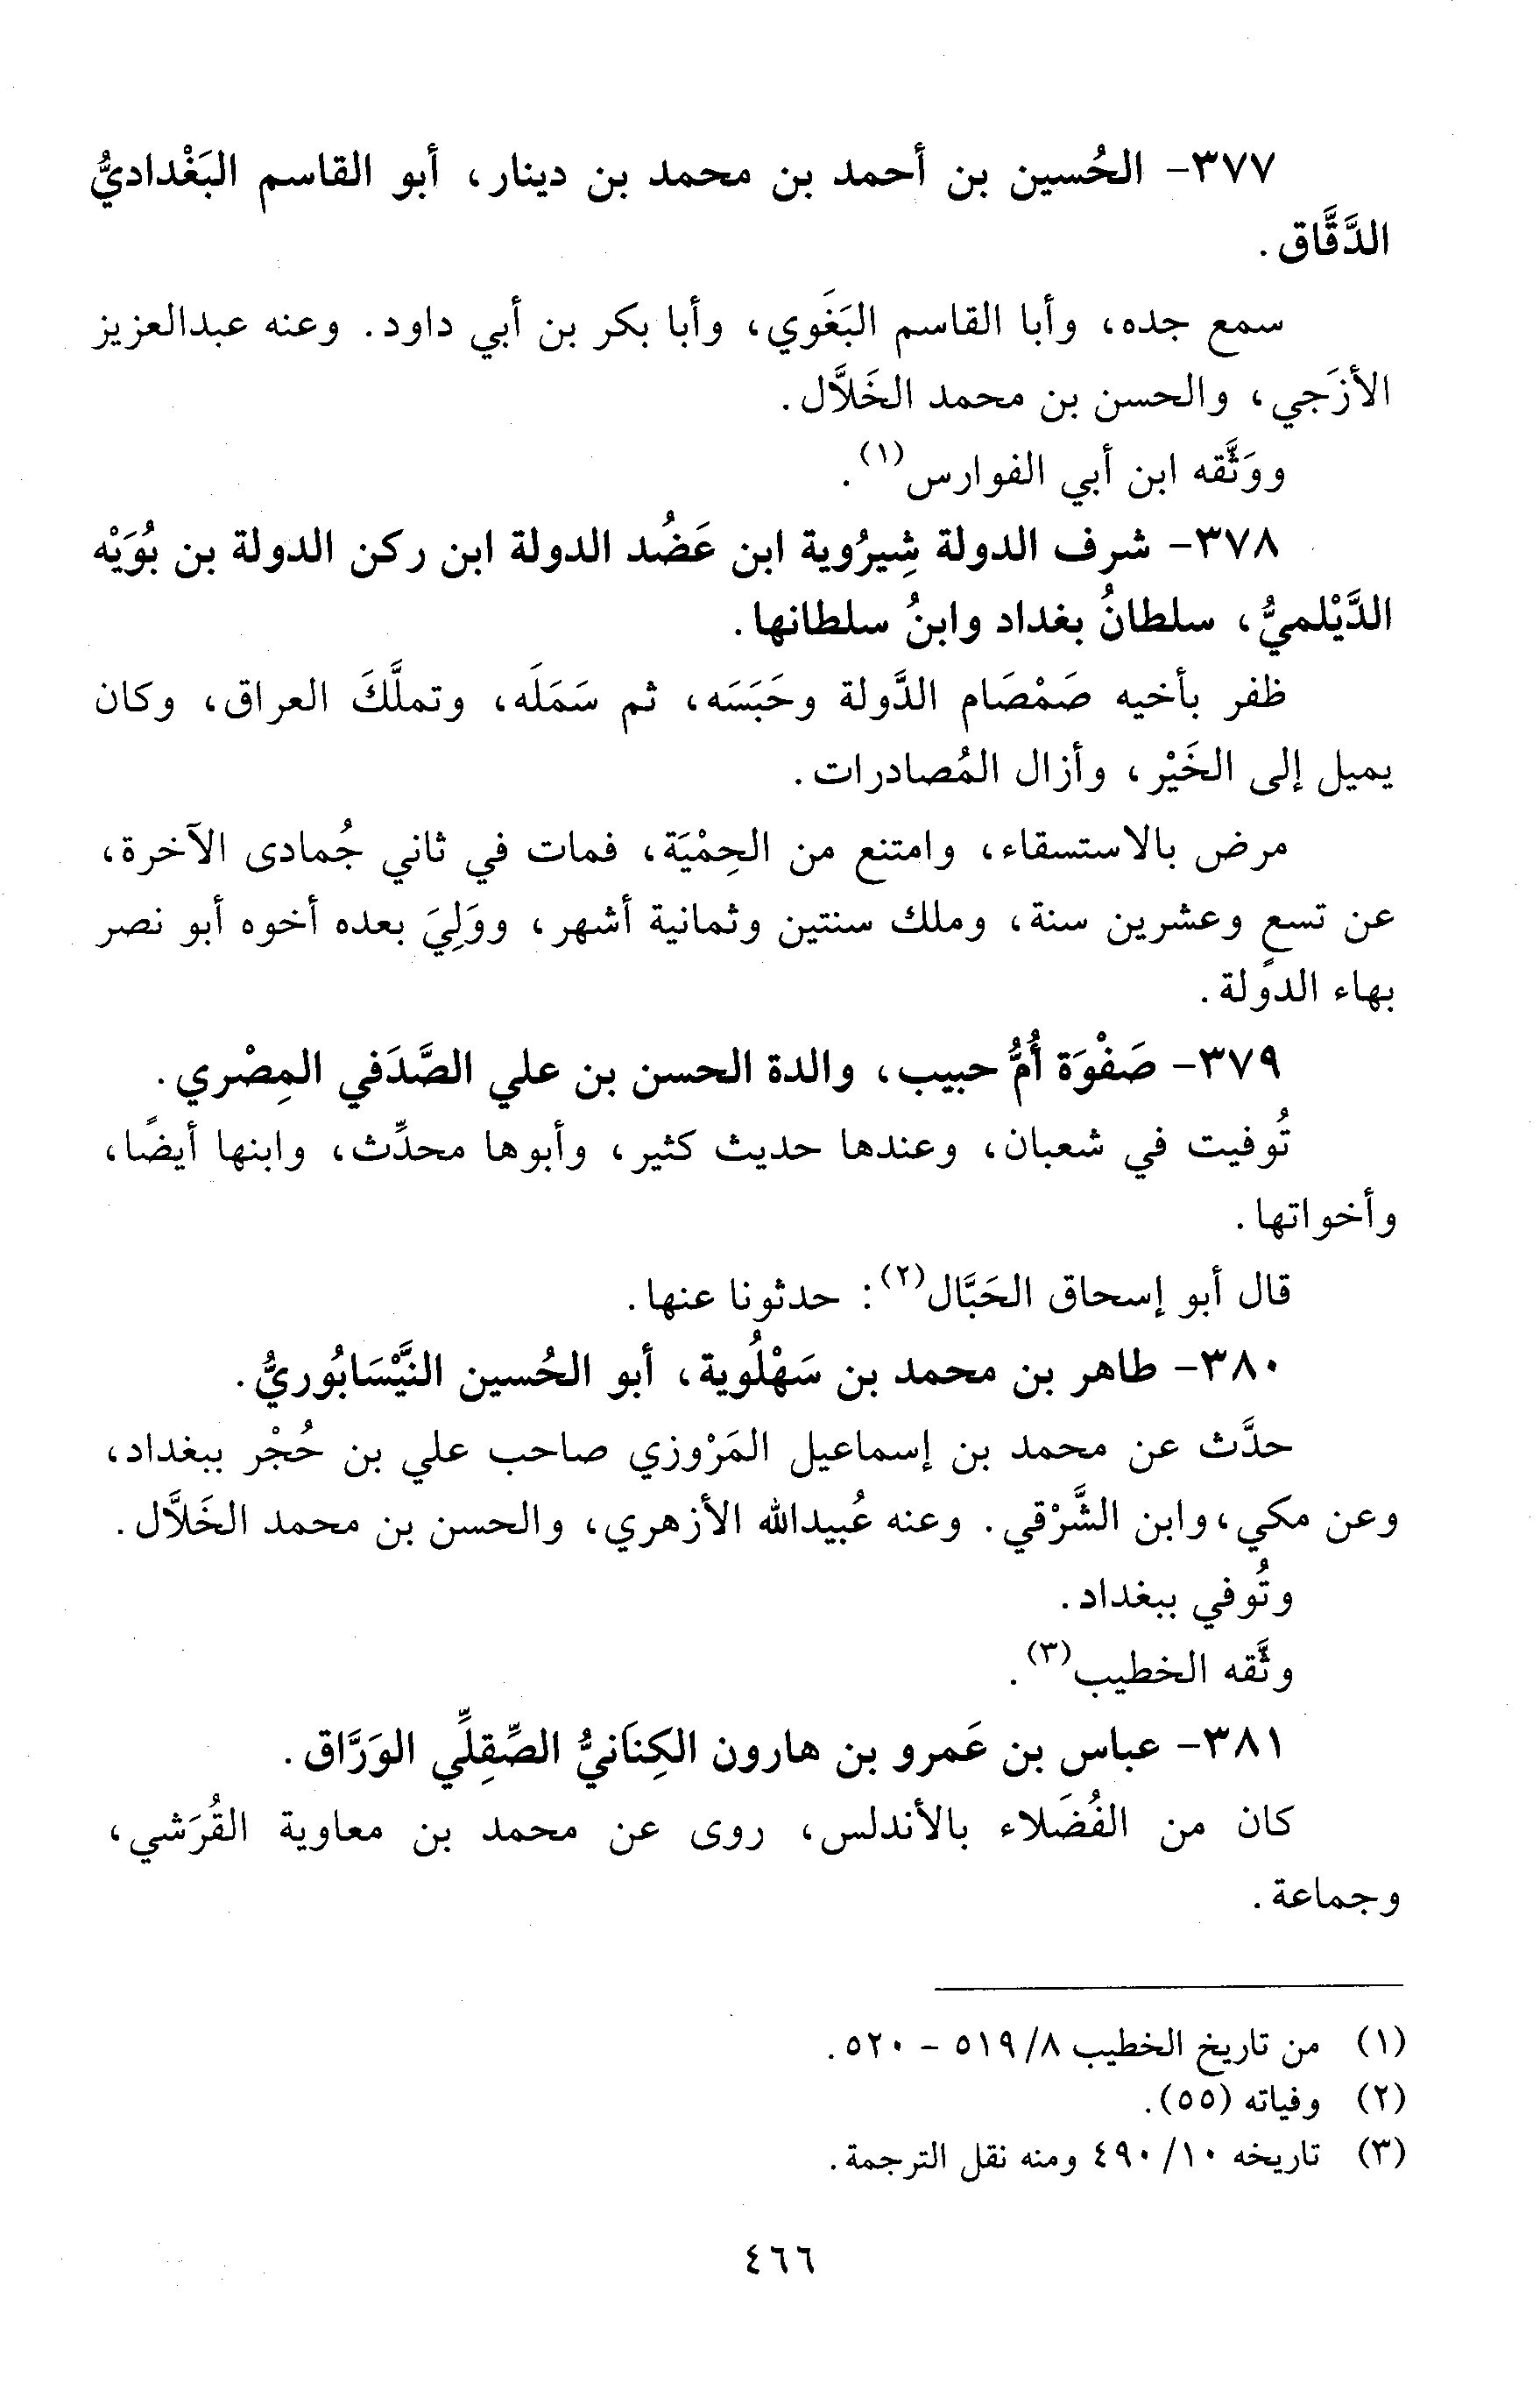 ٣٧٧- الحُسين بن أحمد بن محمد بن دينار، أبو القاسم البَغْداديُّ
الدَّقَّاق.
سمع جده، وأبا القاسم البَغَوي، وأبا بكر بن أبي داود. وعنه عبدالعزيز
الأزَجي، والحسن بن محمد الخَلاَّل.
ووَثَّقه ابن أبي الفوارس(١).
٣٧٨- شرف الدولة شِيرُوية ابن عَضُد الدولة ابن ركن الدولة بن بُوَيْه
الدَّيْلميُّ، سلطانُ بغداد وابنُ سلطانها.
ظفر بأخيه صَمْصَام الدَّولة وحَبَسَه، ثم سَمَلَه، وتملَّكَ العراق، وكان
يميل إلى الخَيْر، وأزال المُصادرات.
مرض بالاستسقاء، وامتنع من الحِمْيَة، فمات في ثاني جُمادى الآخرة،
عن تسعٍ وعشرين سنة، وملك سنتين وثمانية أشهر، ووَلِيَ بعده أخوه أبو نصر
بهاء الدولة.
٣٧٩- صَفْوَة أُمُّ حبيب، والدة الحسن بن علي الصَّدَفي المِصْري.
تُوفيت في شعبان، وعندها حديث كثير، وأبوها محدِّث، وابنها أيضًا،
وأخواتها.
قال أبو إسحاق الحَبَّال(٢): حدثونا عنها.
٣٨٠- طاهر بن محمد بن سَهْلُوية، أبو الحُسين النَّيْسَابُوريُّ.
حدَّث عن محمد بن إسماعيل المَرْوزي صاحب علي بن حُجْر ببغداد،
وعن مكي، وابن الشَّرْقي. وعنه عُبيدالله الأزهري، والحسن بن محمد الخَلاَّل.
وتُوفي ببغداد.
وثَّقه الخطيب(٣).
٣٨١- عباس بن عَمرو بن هارون الكِنَانيُّ الصِّقِلِّي الوَرَّاق.
كان من الفُضَلاء بالأندلس، روى عن محمد بن معاوية القُرَشي،
وجماعة.
(١) من تاريخ الخطيب ٨/ ٥١٩ - ٥٢٠.
(٢) وفياته (٥٥).
(٣) تاريخه ١٠/ ٤٩٠ ومنه نقل الترجمة.
٤٦٦